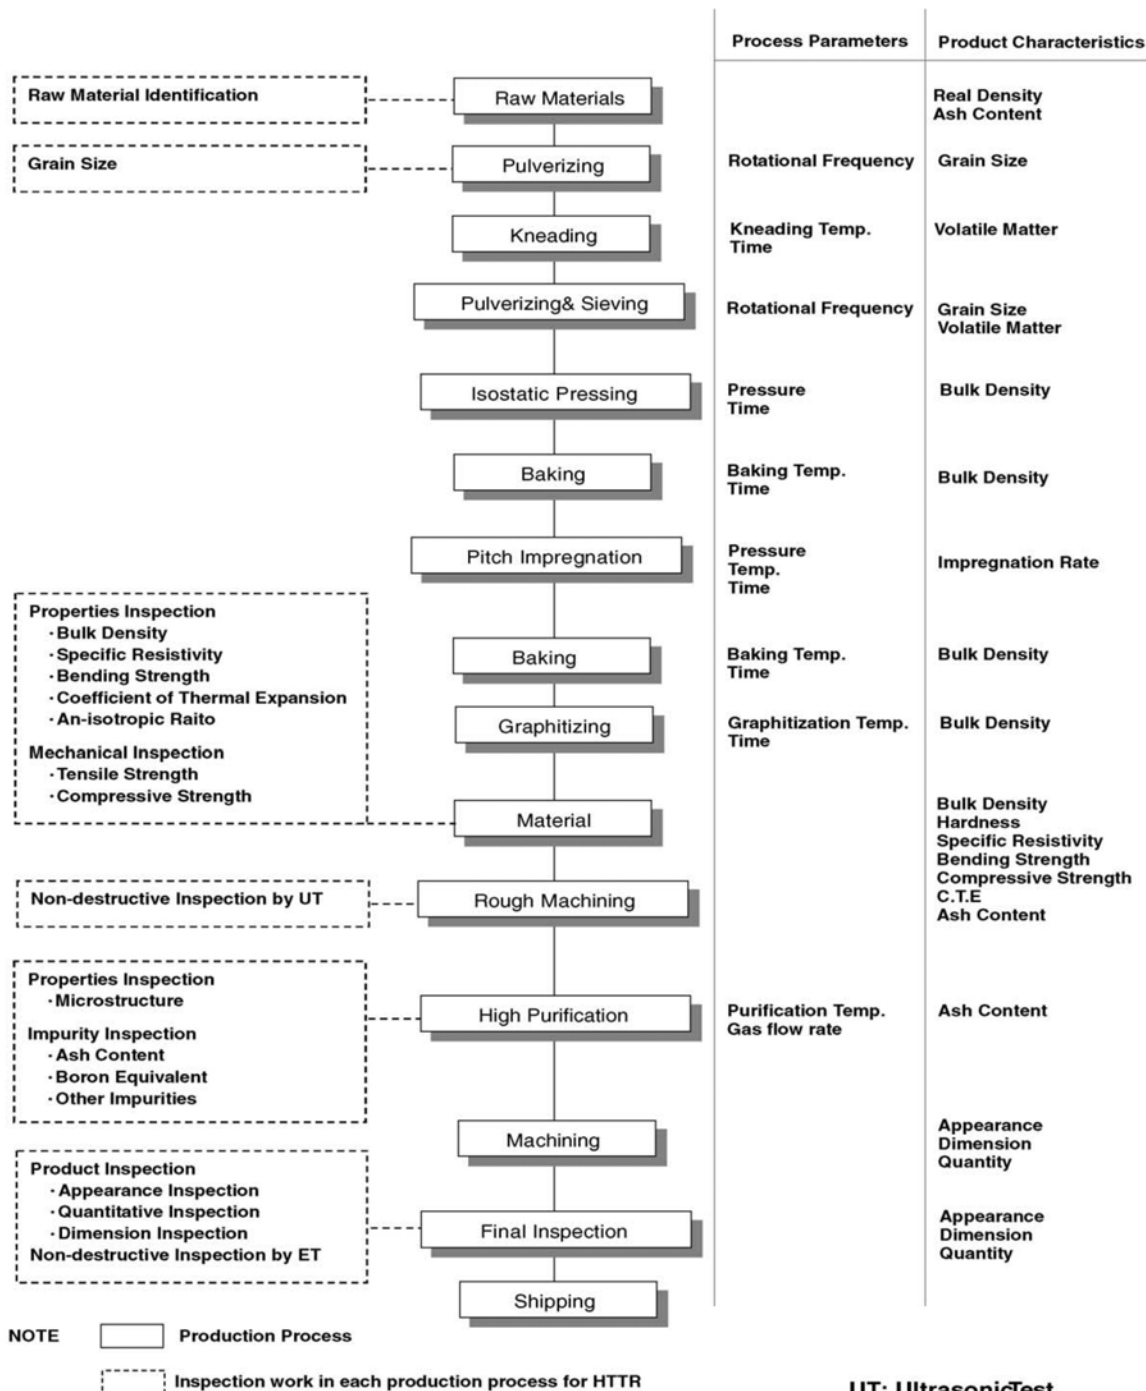 Process Parameters Product Characteristics
Raw Material Identification
Raw Materials
Real Density
Ash Content
Grain Size
Pulverizing
Rotational Frequency
Grain Size
Kneading
Kneading Temp.
Time
Volatile Matter
Pulverizing& Sieving
Rotational Frequency
Grain Size
Volatile Matter
Isostatic Pressing
Pressure
Time
Bulk Density
Baking
Baking Temp.
Time
Bulk Density
Pitch Impregnation
Pressure
Temp.
Time
Impregnation Rate
Properties Inspection
· Bulk Density
· Specific Resistivity
· Bending Strength
· Coefficient of Thermal Expansion
· An-isotropic Raito
Mechanical Inspection
· Tensile Strength
· Compressive Strength
Baking
Baking Temp.
Time
Bulk Density
Graphitizing
Graphitization Temp.
Time
Bulk Density
Material
Bulk Density
Hardness
Specific Resistivity
Bending Strength
Compressive Strength
C.T.E
Ash Content
Non-destructive Inspection by UT
Rough Machining
Properties Inspection
· Microstructure
Impurity Inspection
· Ash Content
· Boron Equivalent
· Other Impurities
High Purification
Purification Temp.
Gas flow rate
Ash Content
Machining
Appearance
Dimension
Quantity
Product Inspection
· Appearance Inspection
· Quantitative Inspection
· Dimension Inspection
Non-destructive Inspection by ET
Final Inspection
Appearance
Dimension
Quantity
Shipping
NOTE
Production Process
Inspection work in each production process for HTTR
UT: UltrasonicTest